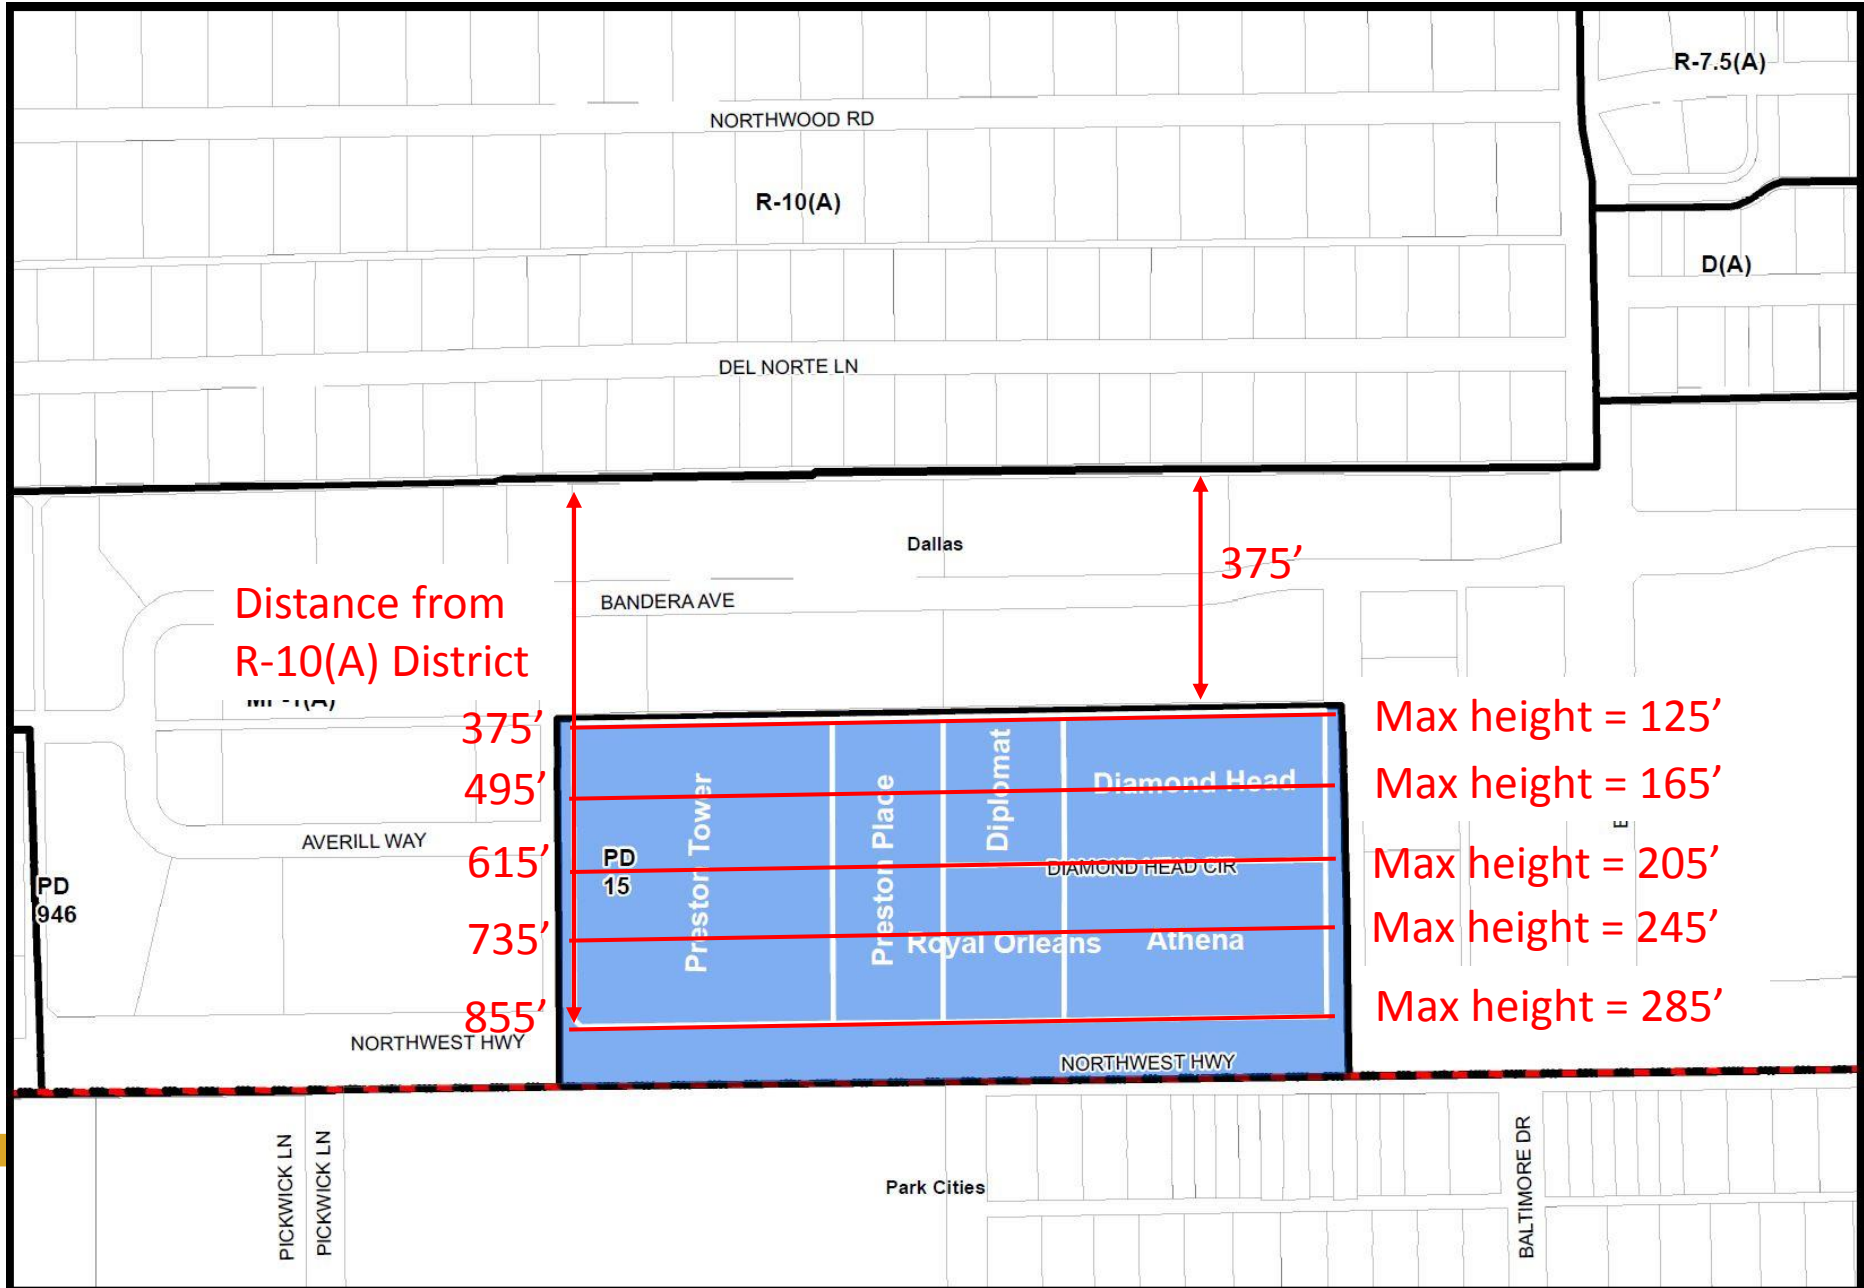 R-7.5(A)
NORTHWOOD RD
R-10(A)
D(A)
DEL NORTE LN
Dallas
375’
BANDERA AVE
Distance from
R-10(A) District
375’
Max height = 125’
495’
Max height = 165’
615’
Max height = 205’
735’
Max height = 245’
855’
Max height = 285’
Preston Tower
Preston Place
Diplomat
Diamond Head
AVERILL WAY
PD
15
DIAMOND HEAD CIR
PD
946
Royal Orleans
Athena
NORTHWEST HWY
NORTHWEST HWY
PICKWICK LN
PICKWICK LN
Park Cities
BALTIMORE DR